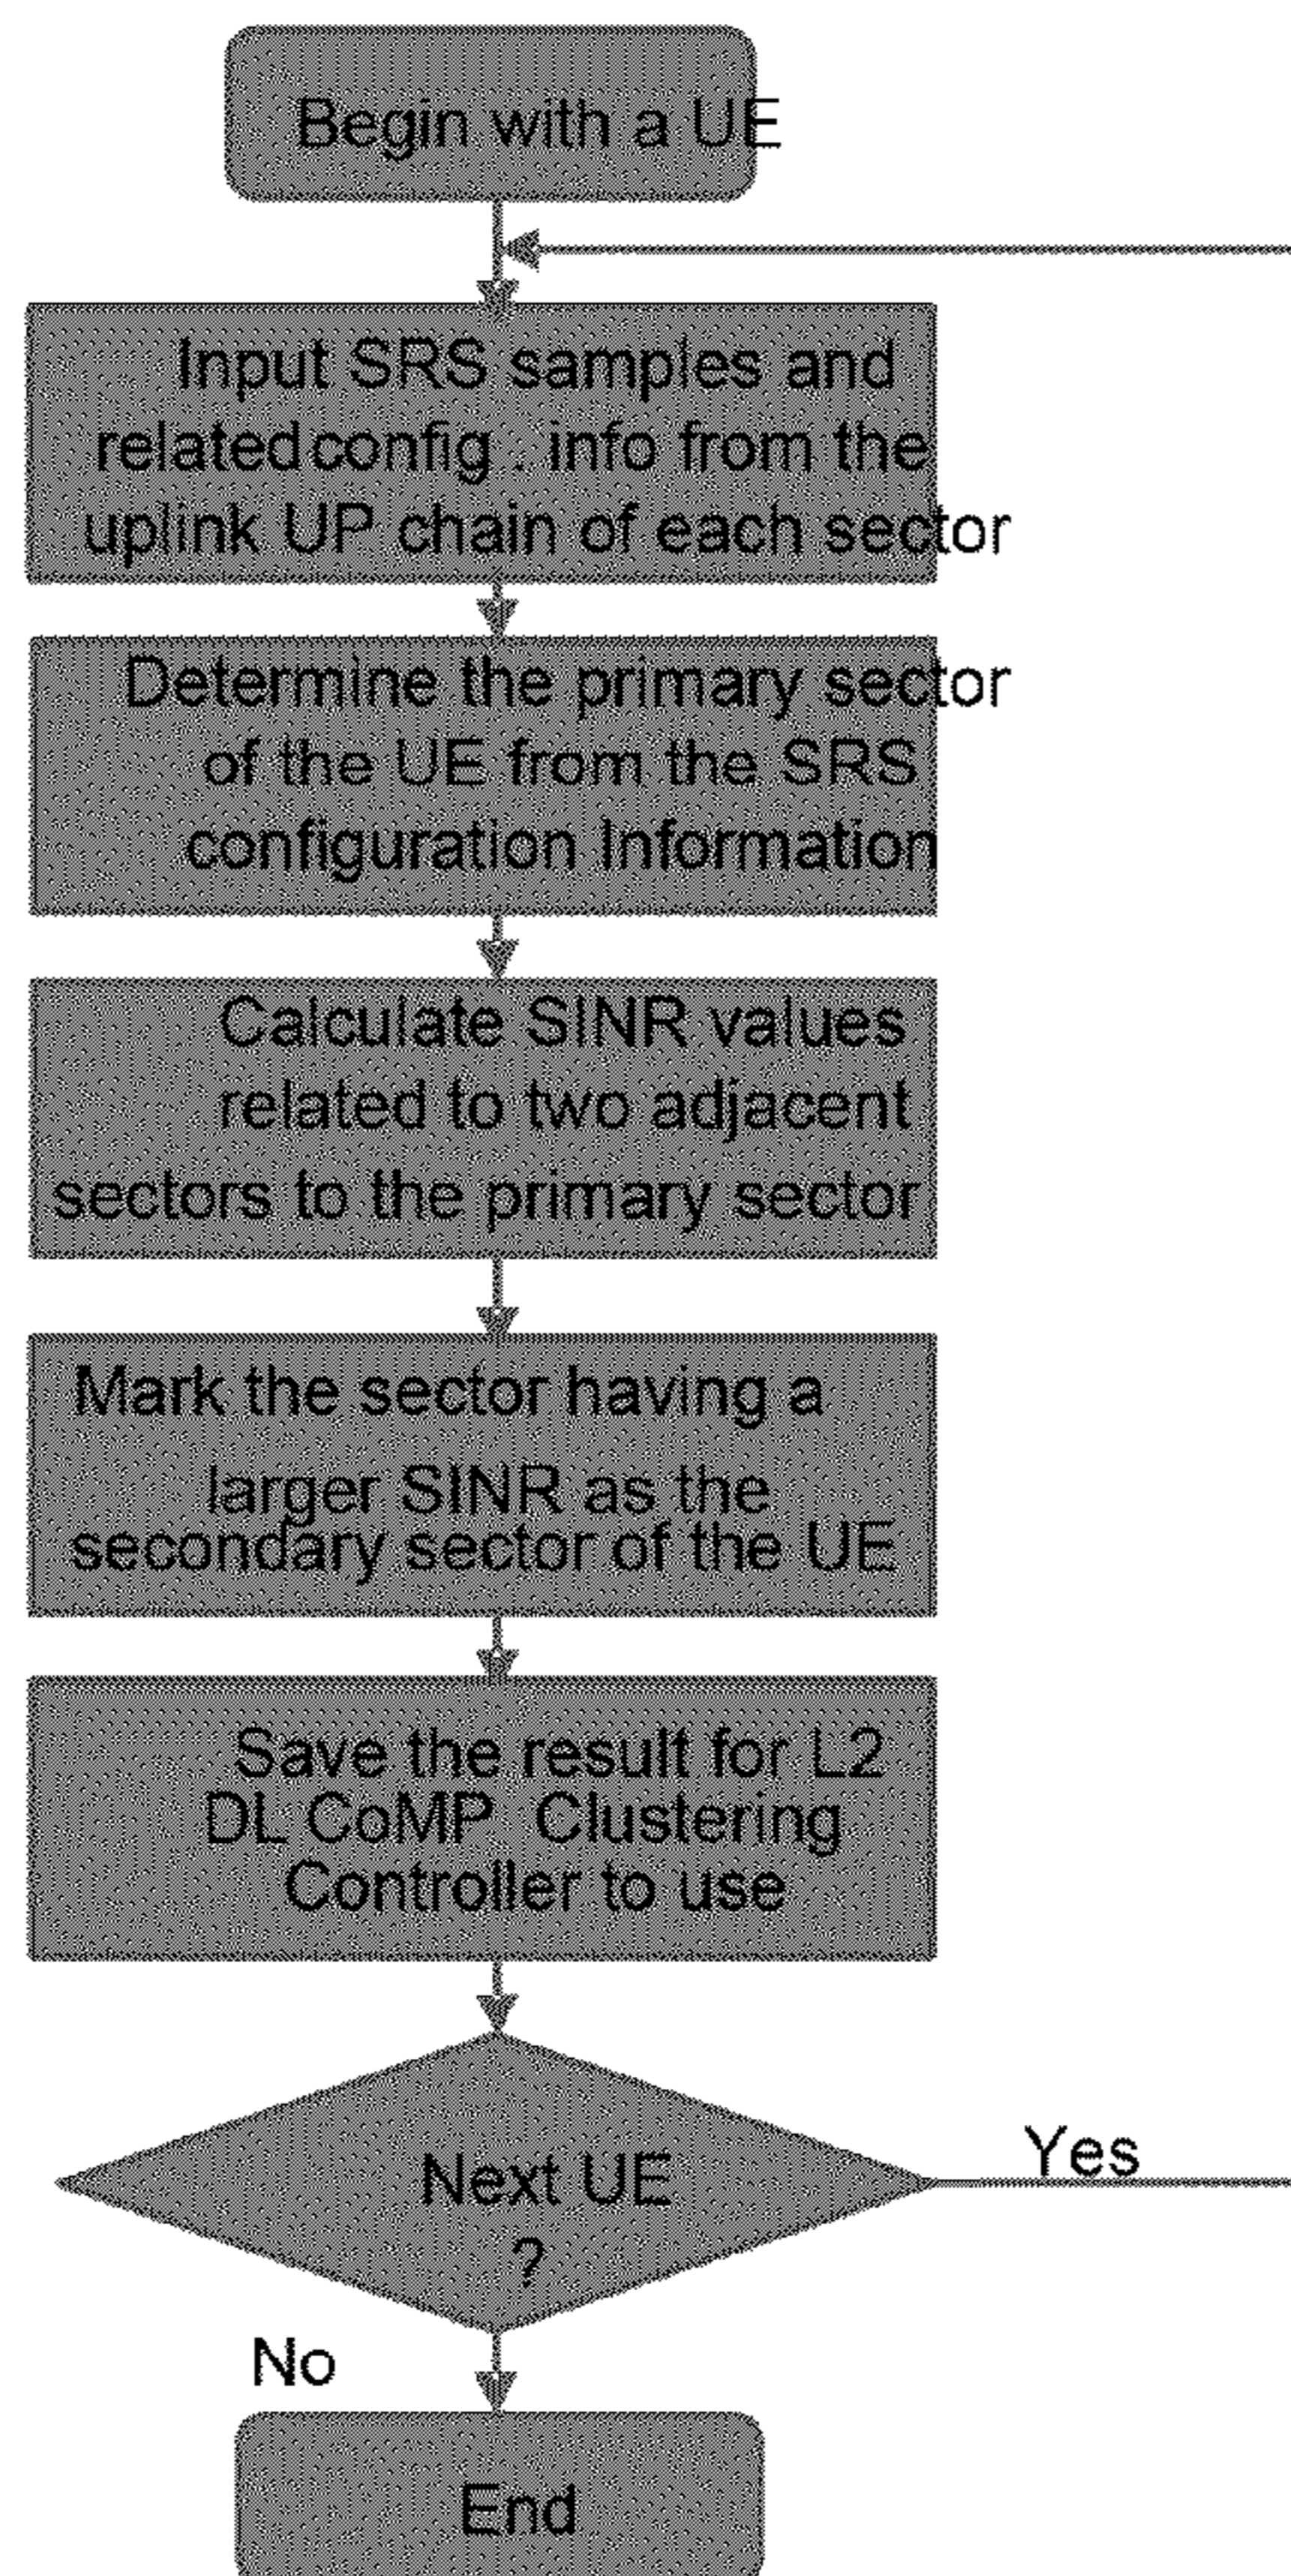 Begin with a UE
Input SRS samples and
related config . info from the
uplink UP chain of each sector
Determine the primary sector
of the UE from the SRS
configuration Information
Calculate SINR values
related to two adjacent
sectors to the primary sector
Mark the sector having a
larger SINR as the
secondary sector of the UE
Save the result for L2
DL CoMP Clustering
Controller to use
Next UE
?
Yes
No
End